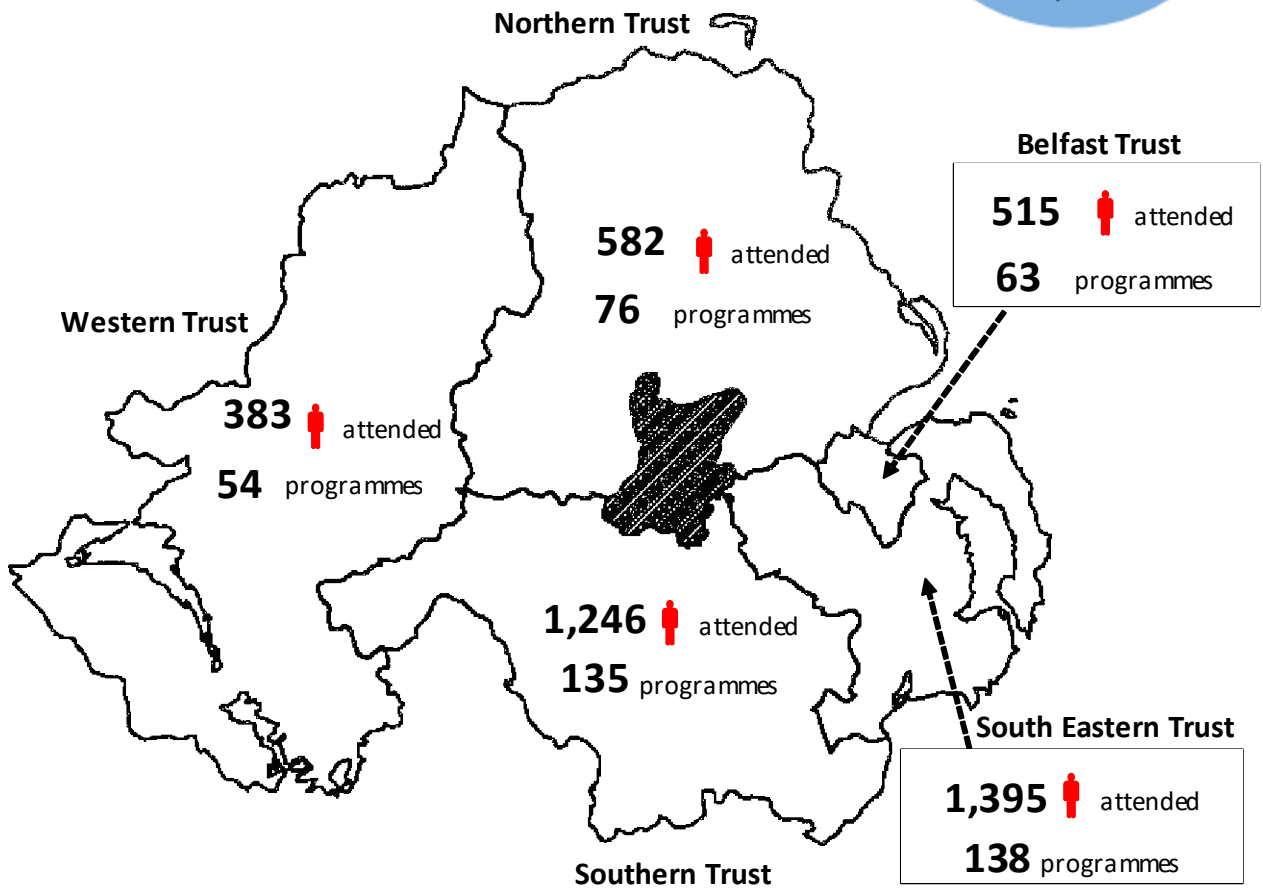 Northern Trust
Belfast Trust
515 attended
63 programmes
582 attended
76 programmes
Western Trust
383 attended
54 programmes
1,246 attended
135 programmes
South Eastern Trust
1,395 attended
138 programmes
Southern Trust